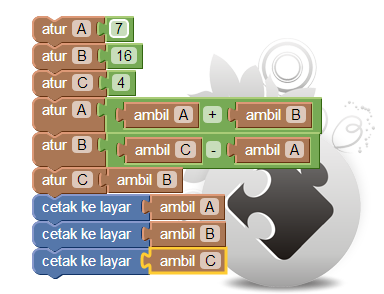 atur A 7
atur B 16
atur C 4
atur A ambil A + ambil B
atur B ambil C - ambil A
atur C ambil B
cetak ke layar ambil A
cetak ke layar ambil B
cetak ke layar ambil C